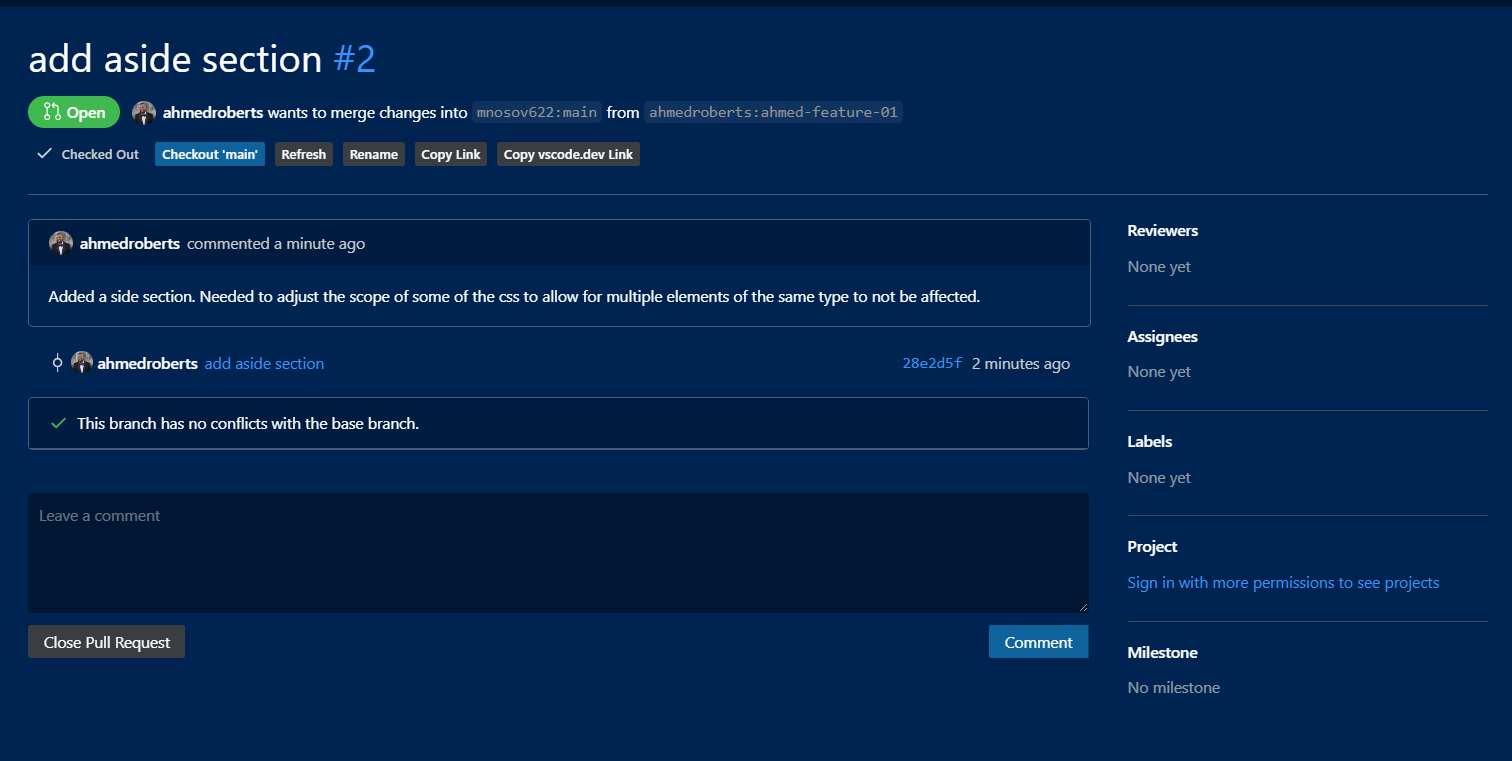 add aside section #2
Open ahmedroberts wants to merge changes into mnosov622:main from ahmedroberts:ahmed-feature-01
Checked Out Checkout 'main' Refresh Rename Copy Link Copy vscode.dev Link
ahmedroberts commented a minute ago
Added a side section. Needed to adjust the scope of some of the css to allow for multiple elements of the same type to not be affected.
ahmedroberts add aside section 28e2d5f 2 minutes ago
This branch has no conflicts with the base branch.
Leave a comment
Close Pull Request Comment
Reviewers
None yet
Assignees
None yet
Labels
None yet
Project
Sign in with more permissions to see projects
Milestone
No milestone